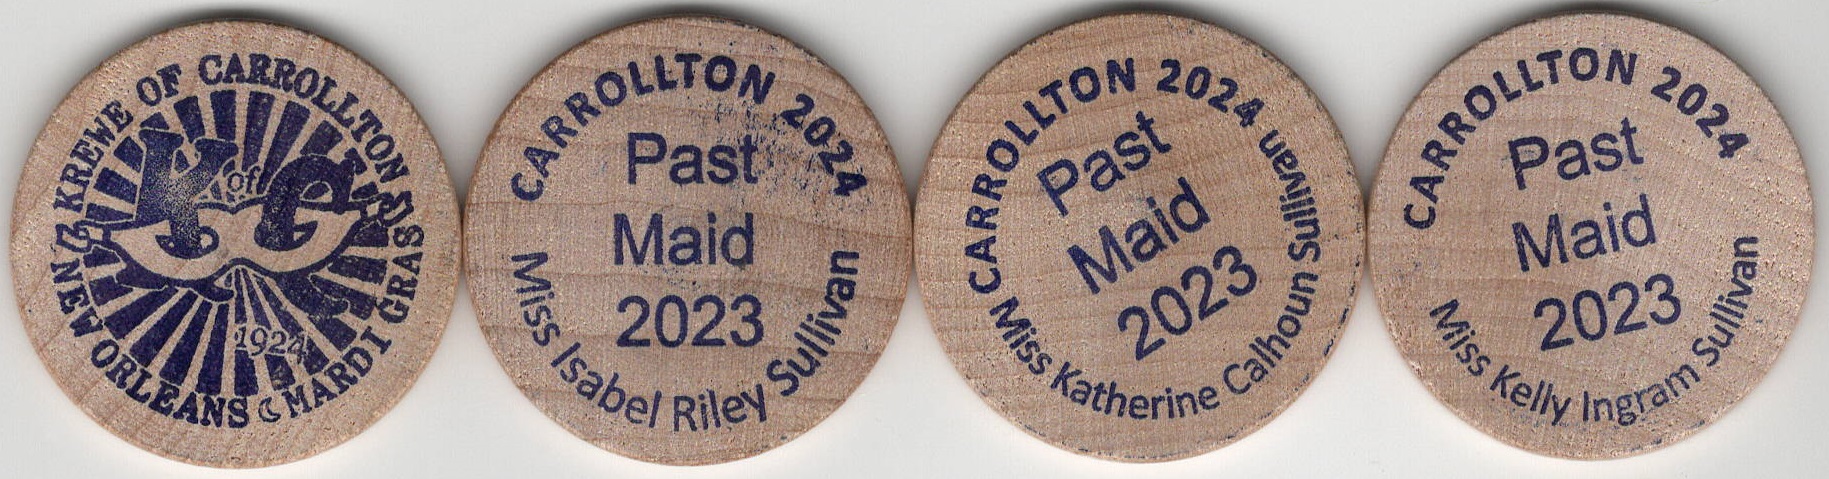 KREWE OF CARROLLTON
K of C
1924
NEW ORLEANS ☾ MARDI GRAS
CARROLLTON 2024
Past
Maid
2023
Miss Isabel Riley Sullivan
CARROLLTON 2024
Past
Maid
2023
Miss Katherine Calhoun Sullivan
CARROLLTON 2024
Past
Maid
2023
Miss Kelly Ingram Sullivan